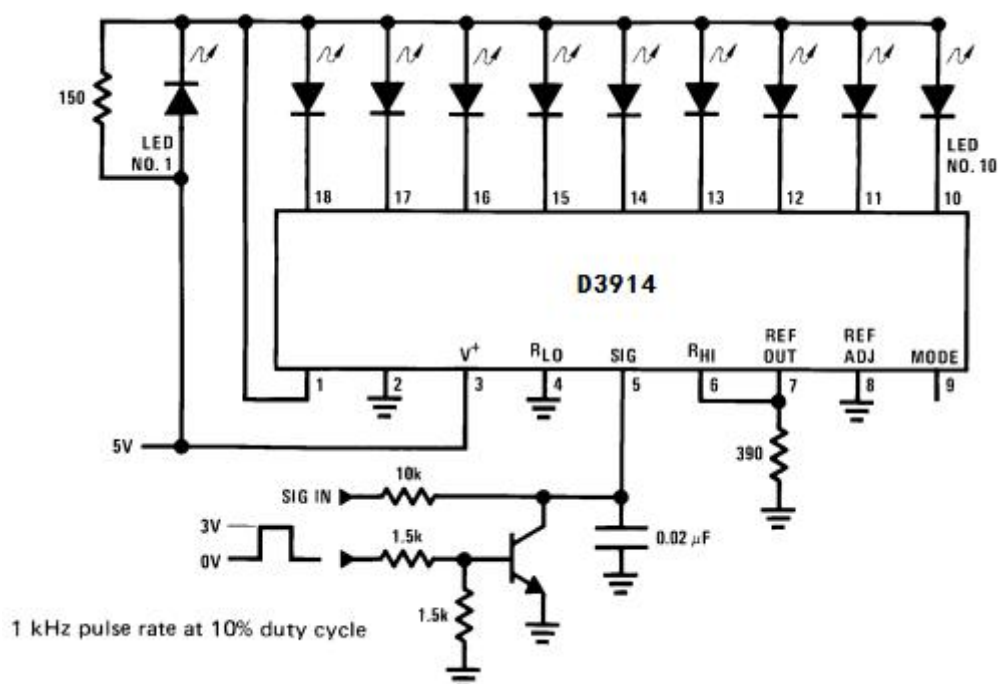 150
LED
NO. 1
LED
NO. 10
18
17
16
15
14
13
12
11
10
D3914
V+
RLO
SIG
RHI
REF
OUT
REF
ADJ
MODE
1
2
3
4
5
6
7
8
9
5V
390
10k
SIG IN
3V
0V
1.5k
0.02 μF
1.5k
1 kHz pulse rate at 10% duty cycle